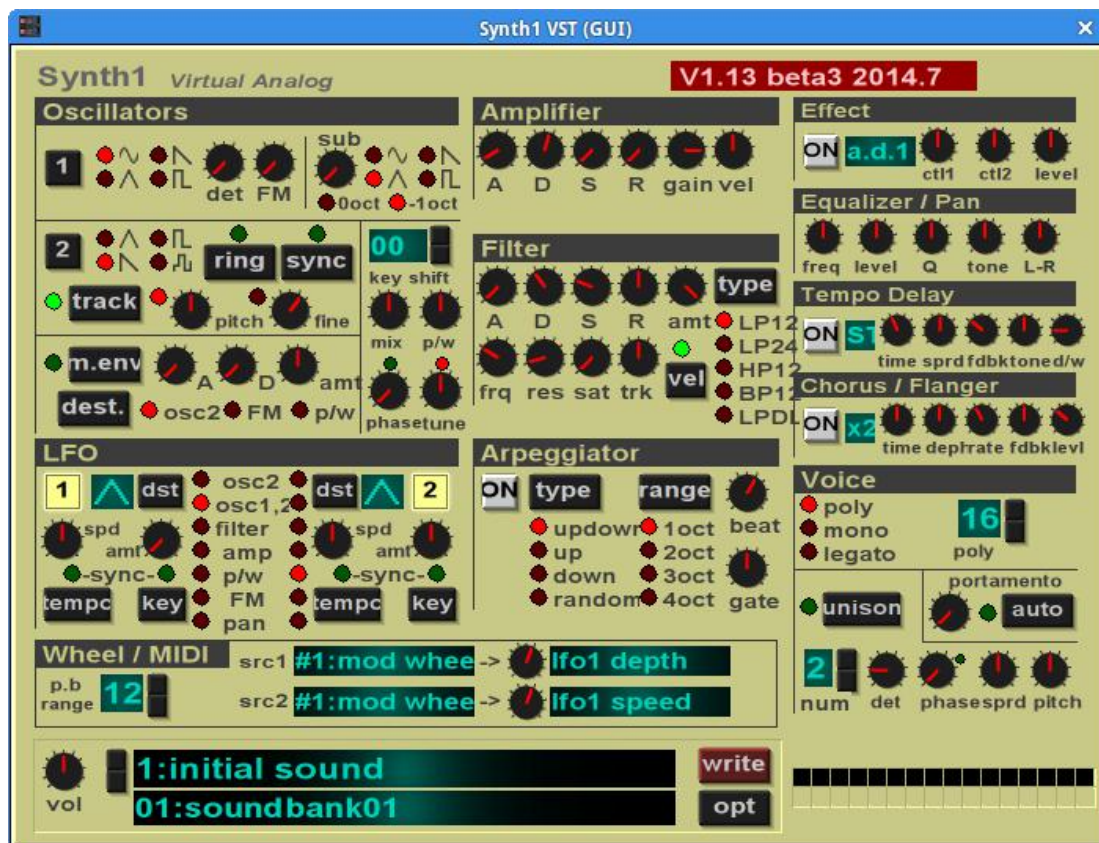 Synth1 VST (GUI)
Synth1 Virtual Analog
V1.13 beta3 2014.7
Oscillators
1
det FM
sub
0oct -1oct
2
ring sync
00
key shift
track
pitch fine
mix p/w
m.env
A D amt
dest.
osc2 FM p/w
phase tune
Amplifier
A D S R gain vel
Filter
A D S R amt
type
frq res sat trk
vel
LP12
LP24
HP12
BP12
LPDL
Effect
ON a.d.1
ctl1 ctl2 level
Equalizer / Pan
freq level Q tone L-R
Tempo Delay
ON ST
time sprd fdbk tone d/w
Chorus / Flanger
ON x2
time deph rate fdbk levl
LFO
1 dst
spd
amt
-sync-
tempo key
osc2
osc1,2
filter
amp
p/w
FM
pan
dst 2
spd
amt
-sync-
tempo key
Arpeggiator
ON type range
beat
updown
up
down
random
1oct
2oct
3oct
4oct
gate
Voice
poly
mono
legato
16
poly
unison
portamento
auto
2
num det phase sprd pitch
Wheel / MIDI
p.b
range
12
src1 #1:mod whee -> lfo1 depth
src2 #1:mod whee -> lfo1 speed
vol
1:initial sound
01:soundbank01
write
opt